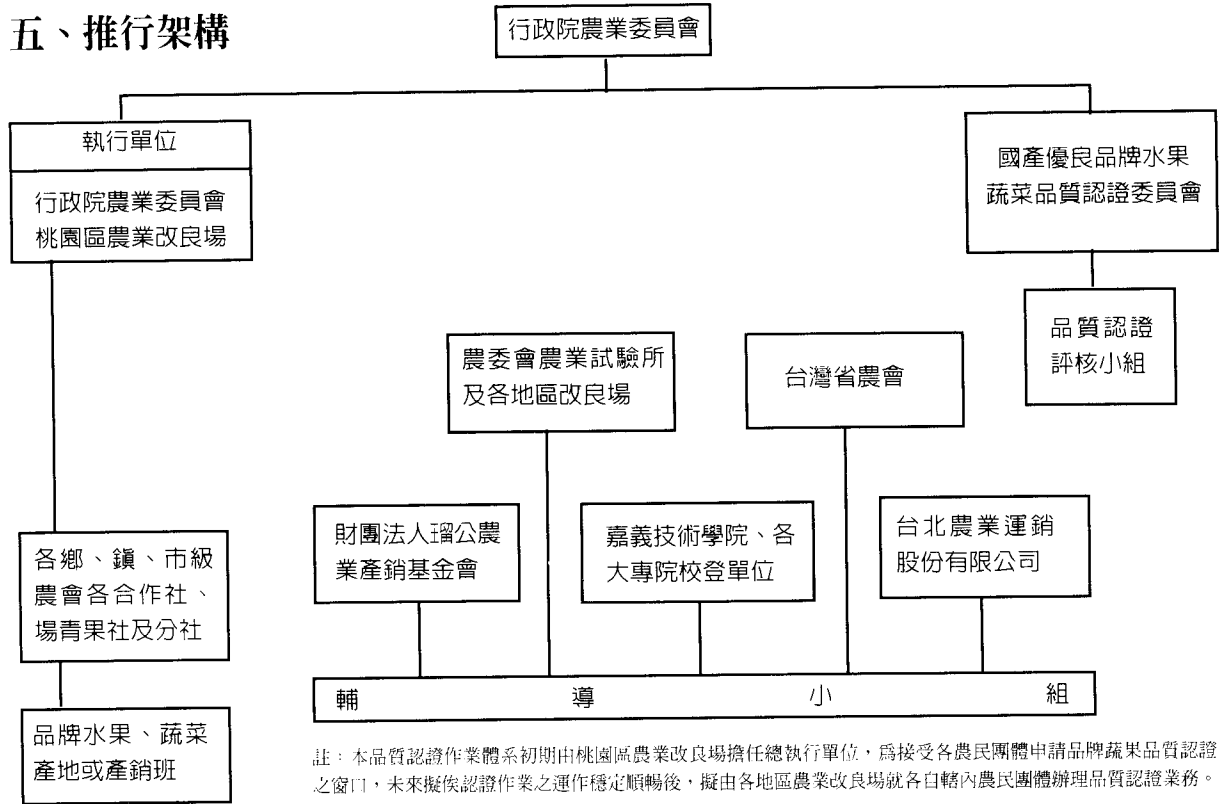 五、推行架構
行政院農業委員會
執行單位
行政院農業委員會
桃園區農業改良場
國產優良品牌水果
蔬菜品質認證委員會
品質認證
評核小組
農委會農業試驗所
及各地區改良場
台灣省農會
財團法人瑠公農
業產銷基金會
嘉義技術學院、各
大專院校登單位
台北農業運銷
股份有限公司
各鄉、鎮、市級
農會各合作社、
場青果社及分社
輔導小組
品牌水果、蔬菜
產地或產銷班
註：本品質認證作業體系初期由桃園區農業改良場擔任總執行單位，爲接受各農民團體申請品牌蔬果品質認證
之窗口，未來擬俟認證作業之運作穩定順暢後，擬由各地區農業改良場就各自轄內農民團體辦理品質認證業務。